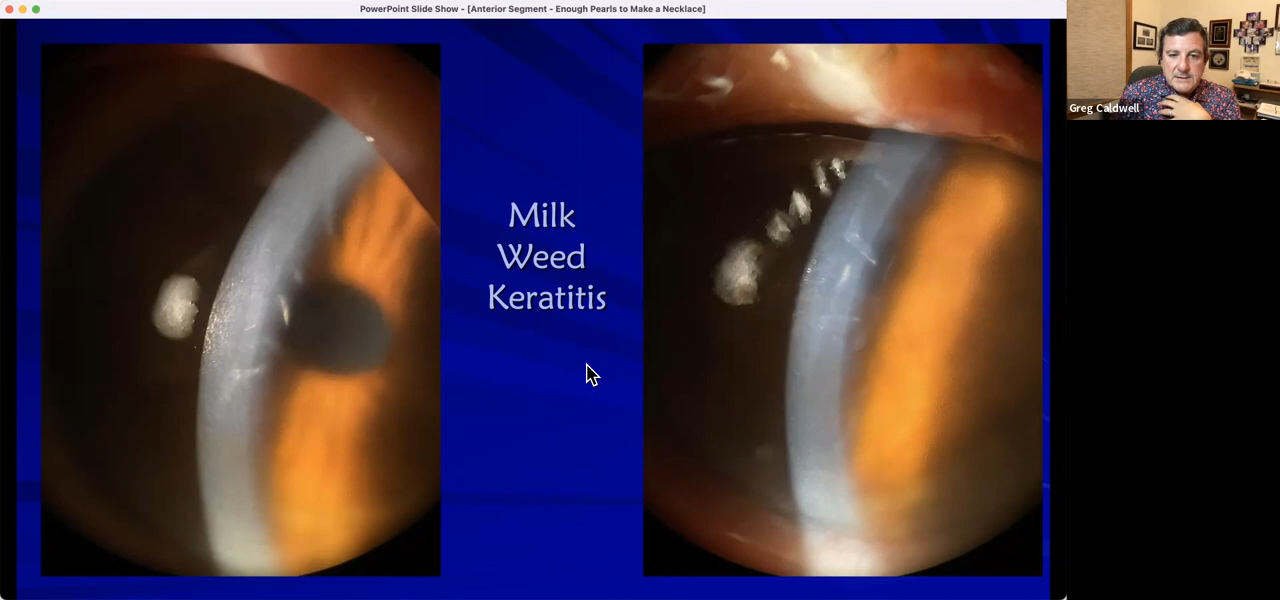 PowerPoint Slide Show - [Anterior Segment - Enough Pearls to Make a Necklace]
Milk
Weed
Keratitis
Greg Caldwell